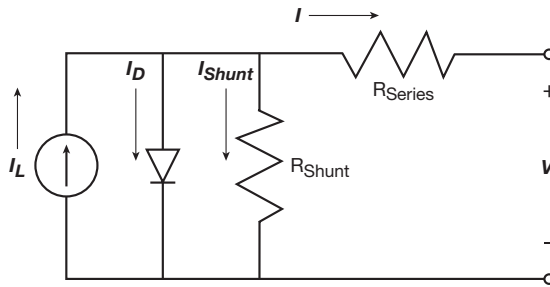 I
I_D
I_Shunt
R_Series
+
I_L
R_Shunt
V
–